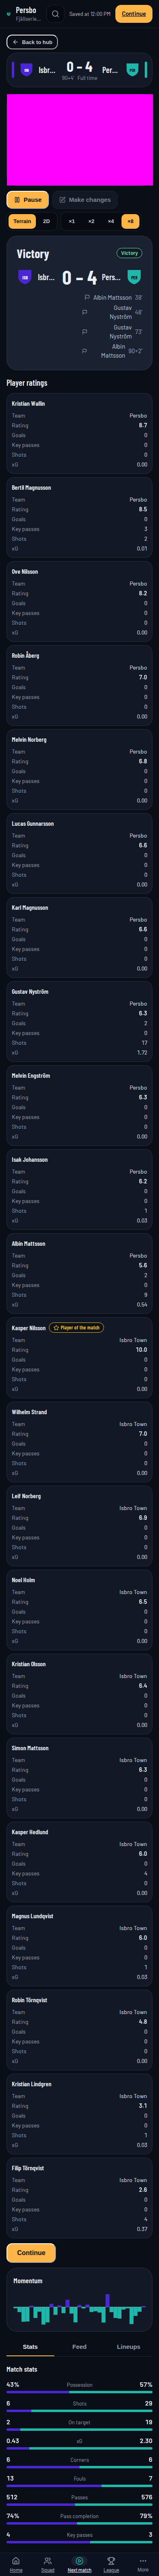 Persbo
Fjällserie...
Saved at 12:00 PM
Continue
Back to hub
Isbr...
0 – 4
Per...
90+4' Full time
Pause
Make changes
Terrain
2D
×1
×2
×4
×8
Victory
Victory
Isb...
0 – 4
Pers...
Albin Mattsson 38'
Gustav Nyström 48'
Gustav Nyström 73'
Albin Mattsson 90+2'
Player ratings
Kristian Wallin
Team Persbo
Rating 8.7
Goals 0
Key passes 0
Shots 0
xG 0.00
Bertil Magnusson
Team Persbo
Rating 8.5
Goals 0
Key passes 3
Shots 2
xG 0.01
Ove Nilsson
Team Persbo
Rating 8.2
Goals 0
Key passes 0
Shots 0
xG 0.00
Robin Åberg
Team Persbo
Rating 7.0
Goals 0
Key passes 0
Shots 0
xG 0.00
Melvin Norberg
Team Persbo
Rating 6.8
Goals 0
Key passes 0
Shots 0
xG 0.00
Lucas Gunnarsson
Team Persbo
Rating 6.6
Goals 0
Key passes 0
Shots 0
xG 0.00
Karl Magnusson
Team Persbo
Rating 6.6
Goals 0
Key passes 0
Shots 0
xG 0.00
Gustav Nyström
Team Persbo
Rating 6.3
Goals 2
Key passes 0
Shots 17
xG 1.72
Melvin Engström
Team Persbo
Rating 6.3
Goals 0
Key passes 0
Shots 0
xG 0.00
Isak Johansson
Team Persbo
Rating 6.2
Goals 0
Key passes 0
Shots 1
xG 0.03
Albin Mattsson
Team Persbo
Rating 5.6
Goals 2
Key passes 0
Shots 9
xG 0.54
Kasper Nilsson Player of the match
Team Isbro Town
Rating 10.0
Goals 0
Key passes 0
Shots 0
xG 0.00
Wilhelm Strand
Team Isbro Town
Rating 7.0
Goals 0
Key passes 0
Shots 0
xG 0.00
Leif Norberg
Team Isbro Town
Rating 6.9
Goals 0
Key passes 0
Shots 0
xG 0.00
Noel Holm
Team Isbro Town
Rating 6.5
Goals 0
Key passes 0
Shots 0
xG 0.00
Kristian Olsson
Team Isbro Town
Rating 6.4
Goals 0
Key passes 0
Shots 0
xG 0.00
Simon Mattsson
Team Isbro Town
Rating 6.3
Goals 0
Key passes 0
Shots 0
xG 0.00
Kasper Hedlund
Team Isbro Town
Rating 6.0
Goals 0
Key passes 4
Shots 0
xG 0.00
Magnus Lundqvist
Team Isbro Town
Rating 6.0
Goals 0
Key passes 0
Shots 1
xG 0.03
Robin Törnqvist
Team Isbro Town
Rating 4.8
Goals 0
Key passes 0
Shots 0
xG 0.00
Kristian Lindgren
Team Isbro Town
Rating 3.1
Goals 0
Key passes 0
Shots 1
xG 0.03
Filip Törnqvist
Team Isbro Town
Rating 2.6
Goals 0
Key passes 0
Shots 4
xG 0.37
Continue
Momentum
Stats
Feed
Lineups
Match stats
43% Possession 57%
6 Shots 29
2 On target 19
0.43 xG 2.30
6 Corners 6
13 Fouls 7
512 Passes 576
74% Pass completion 79%
4 Key passes 3
Home
Squad
Next match
League
More